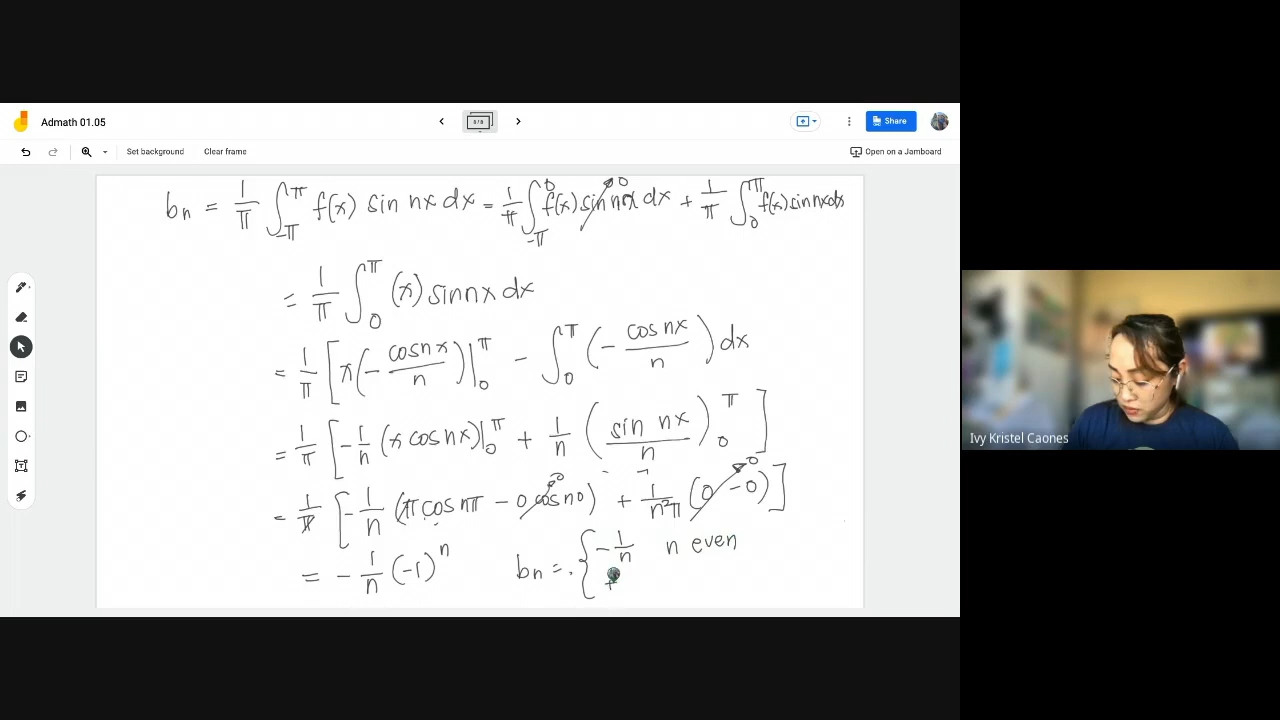 Admath 01.05
6 / 8
Share
Set background
Clear frame
Open on a Jamboard
bₙ = 1/π ∫_{-π}^{π} f(x) sin nx dx = 1/π ∫_{-π}^{0} f(x) sin nx dx + 1/π ∫_{0}^{π} f(x) sin nx dx
= 1/π ∫_{0}^{π} (x) sin nx dx
= 1/π [ x(- cos nx / n)|_{0}^{π} - ∫_{0}^{π} (- cos nx / n) dx
= 1/π [ -1/n (x cos nx)|_{0}^{π} + 1/n (sin nx / n)_{0}^{π} ]
= 1/π [ -1/n (π cos nπ - 0 cos n0) + 1/n²π (0 - 0) ]
= - 1/n (-1)ⁿ bₙ = { - 1/n n even
+
Ivy Kristel Caones